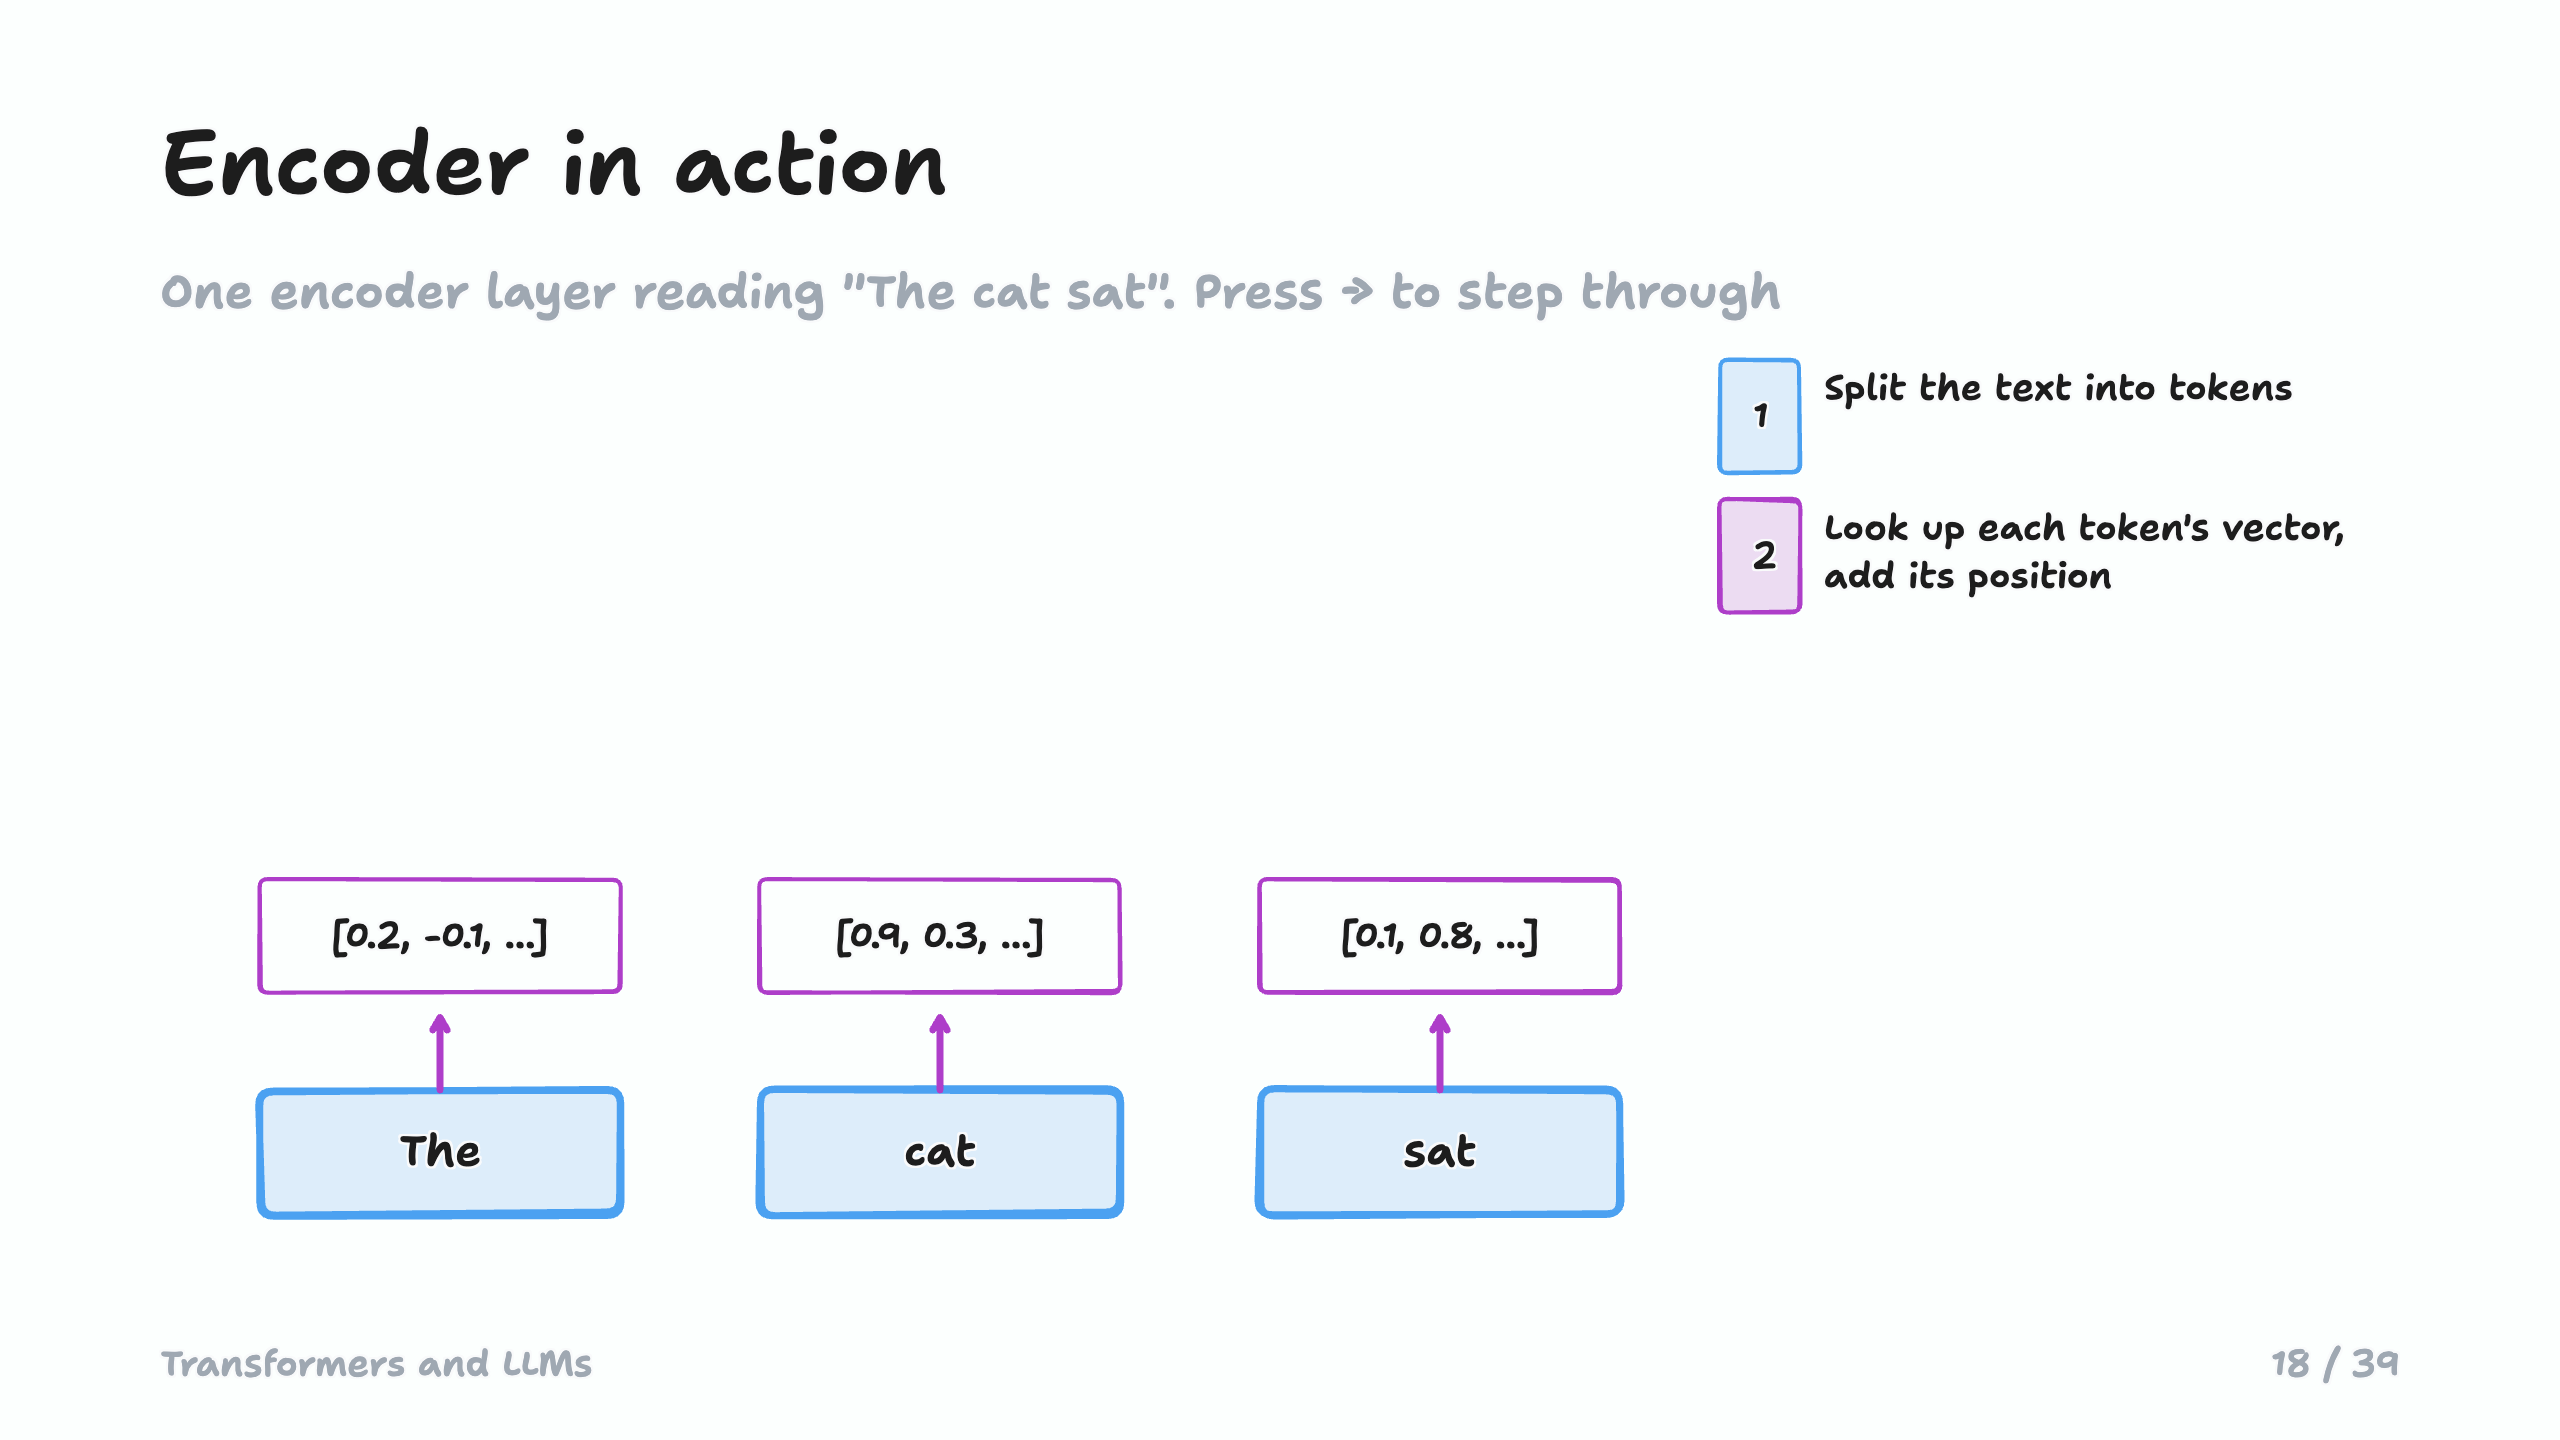 Encoder in action
One encoder layer reading "The cat sat". Press → to step through
1
Split the text into tokens
2
Look up each token's vector,
add its position
[0.2, -0.1, ...]
[0.9, 0.3, ...]
[0.1, 0.8, ...]
The
cat
sat
Transformers and LLMs
18 / 39